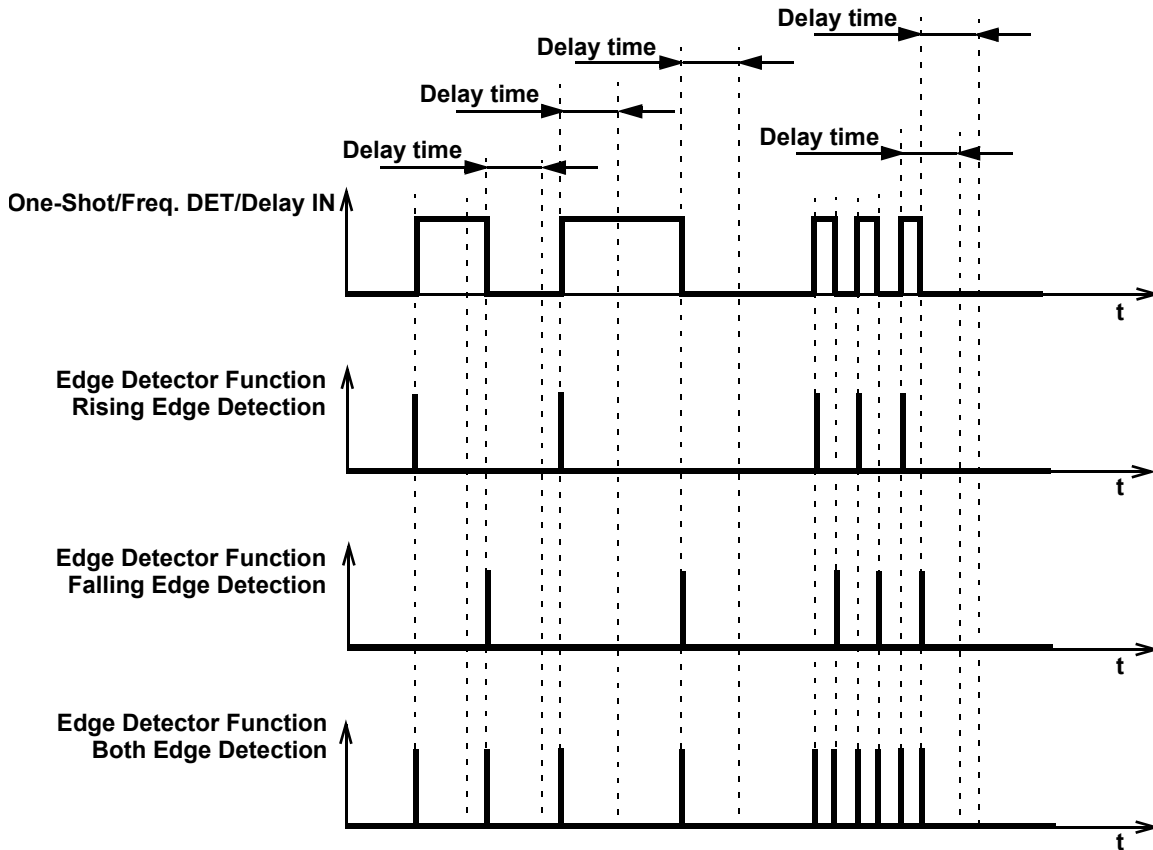 Delay time
Delay time
Delay time
Delay time
Delay time
One-Shot/Freq. DET/Delay IN
t
Edge Detector Function
Rising Edge Detection
t
Edge Detector Function
Falling Edge Detection
t
Edge Detector Function
Both Edge Detection
t